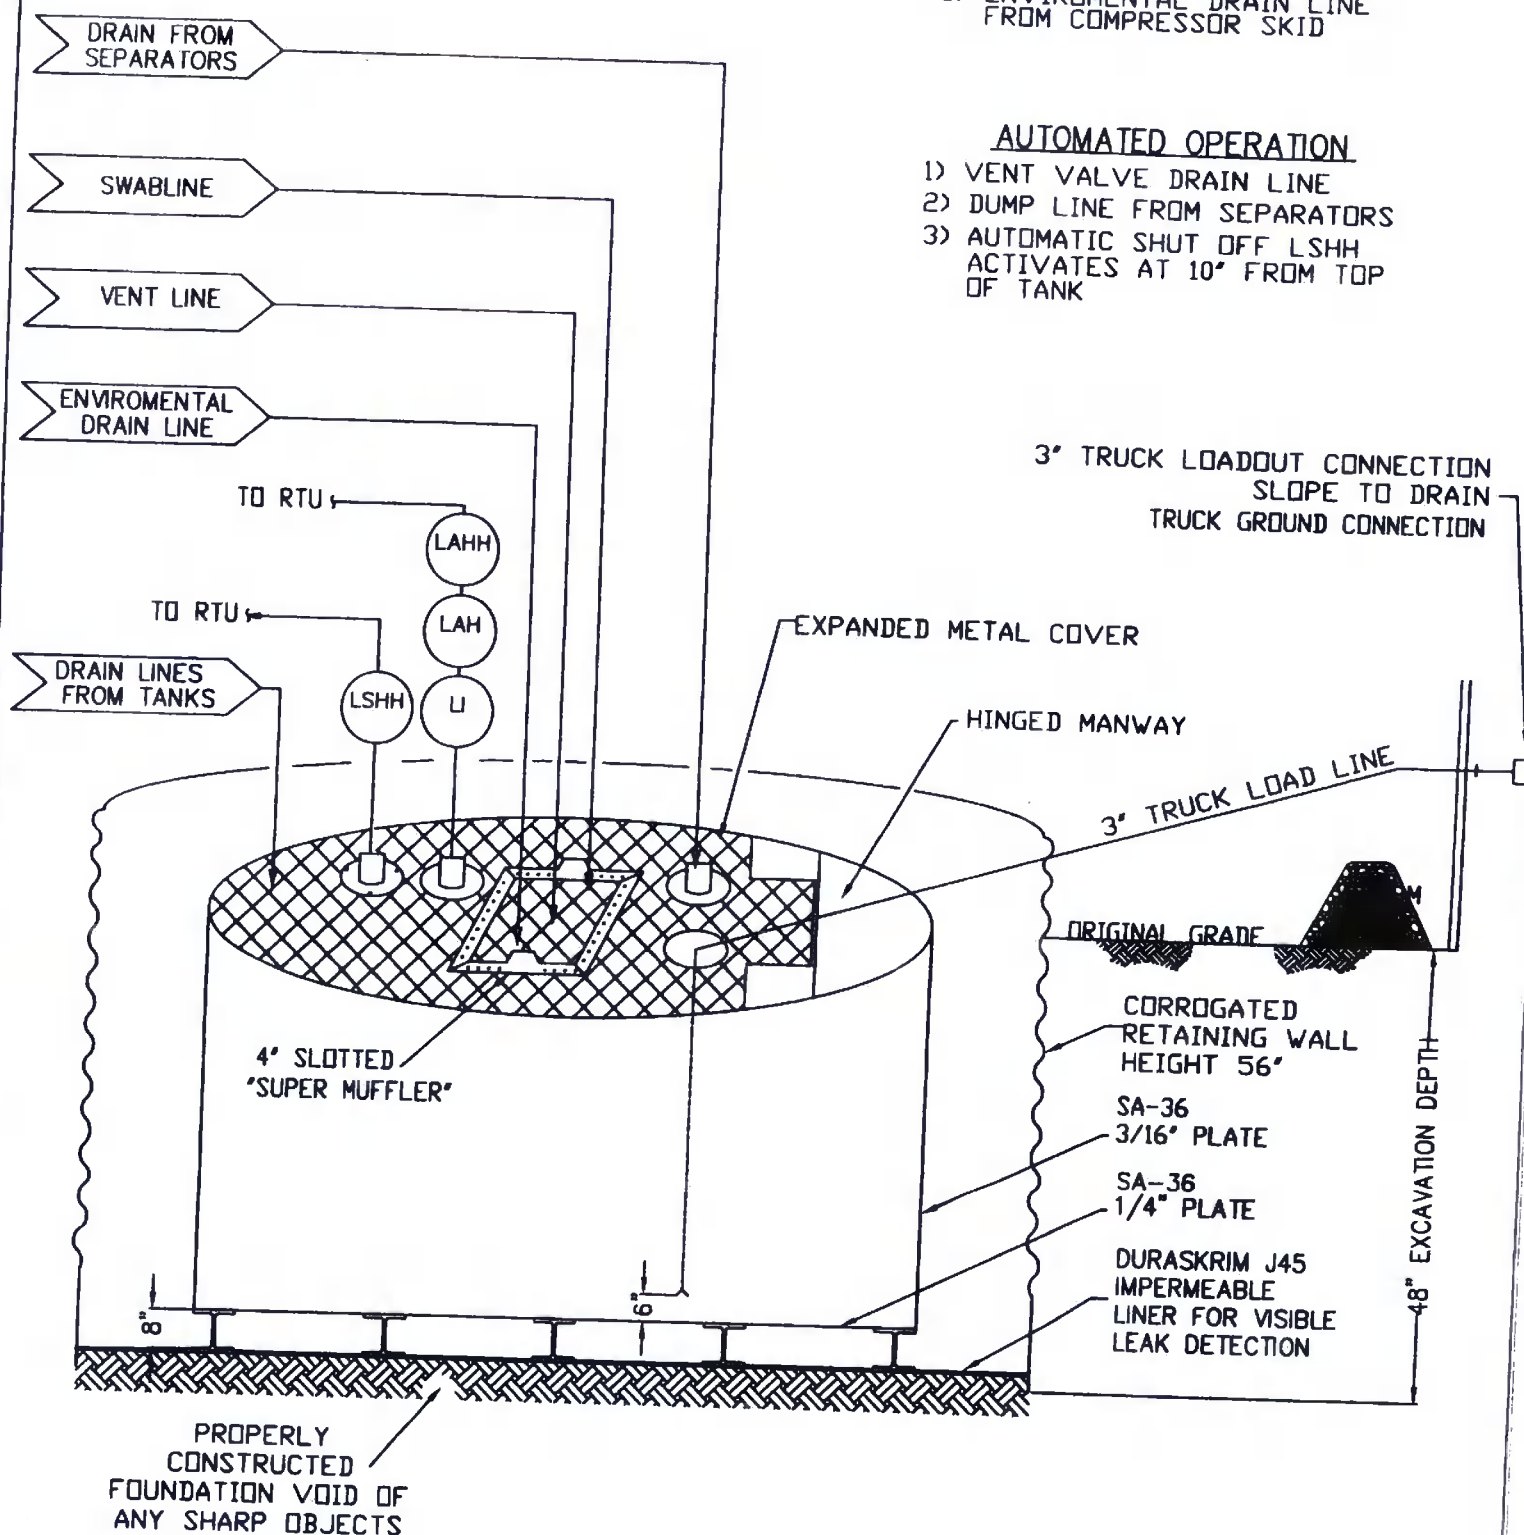 ENVIROMENTAL DRAIN LINE
FROM COMPRESSOR SKID
DRAIN FROM
SEPARATORS
AUTOMATED OPERATION
1) VENT VALVE DRAIN LINE
2) DUMP LINE FROM SEPARATORS
3) AUTOMATIC SHUT OFF LSHH
ACTIVATES AT 10" FROM TOP
OF TANK
SWABLINE
VENT LINE
ENVIROMENTAL
DRAIN LINE
3" TRUCK LOADOUT CONNECTION
SLOPE TO DRAIN
TRUCK GROUND CONNECTION
TO RTU
LAHH
TO RTU
LAH
EXPANDED METAL COVER
DRAIN LINES
FROM TANKS
LSHH
LI
HINGED MANWAY
3" TRUCK LOAD LINE
M
ORIGINAL GRADE
CORROGATED
RETAINING WALL
HEIGHT 56"
4" SLOTTED
"SUPER MUFFLER"
SA-36
3/16" PLATE
SA-36
1/4" PLATE
48" EXCAVATION DEPTH
DURASKRIM J45
IMPERMEABLE
LINER FOR VISIBLE
LEAK DETECTION
8"
6"
PROPERLY
CONSTRUCTED
FOUNDATION VOID OF
ANY SHARP OBJECTS